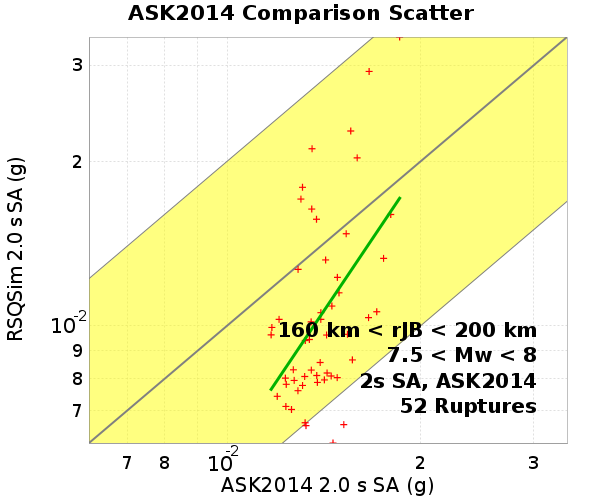 ASK2014 Comparison Scatter
RSQSim 2.0 s SA (g)
3
2
10-2
9
8
7
160 km < rJB < 200 km
7.5 < Mw < 8
2s SA, ASK2014
52 Ruptures
7 8 10-2 2 3
ASK2014 2.0 s SA (g)